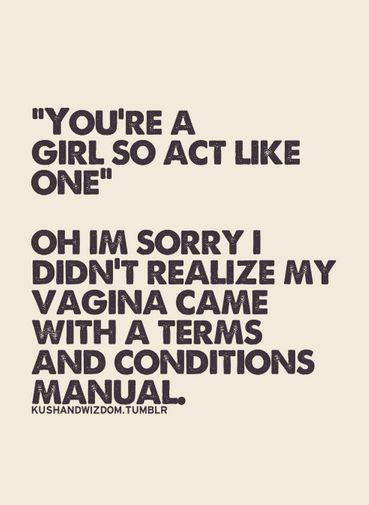 "YOU'RE A
GIRL SO ACT LIKE
ONE"
OH IM SORRY I
DIDN'T REALIZE MY
VAGINA CAME
WITH A TERMS
AND CONDITIONS
MANUAL.
KUSHANDWIZDOM.TUMBLR